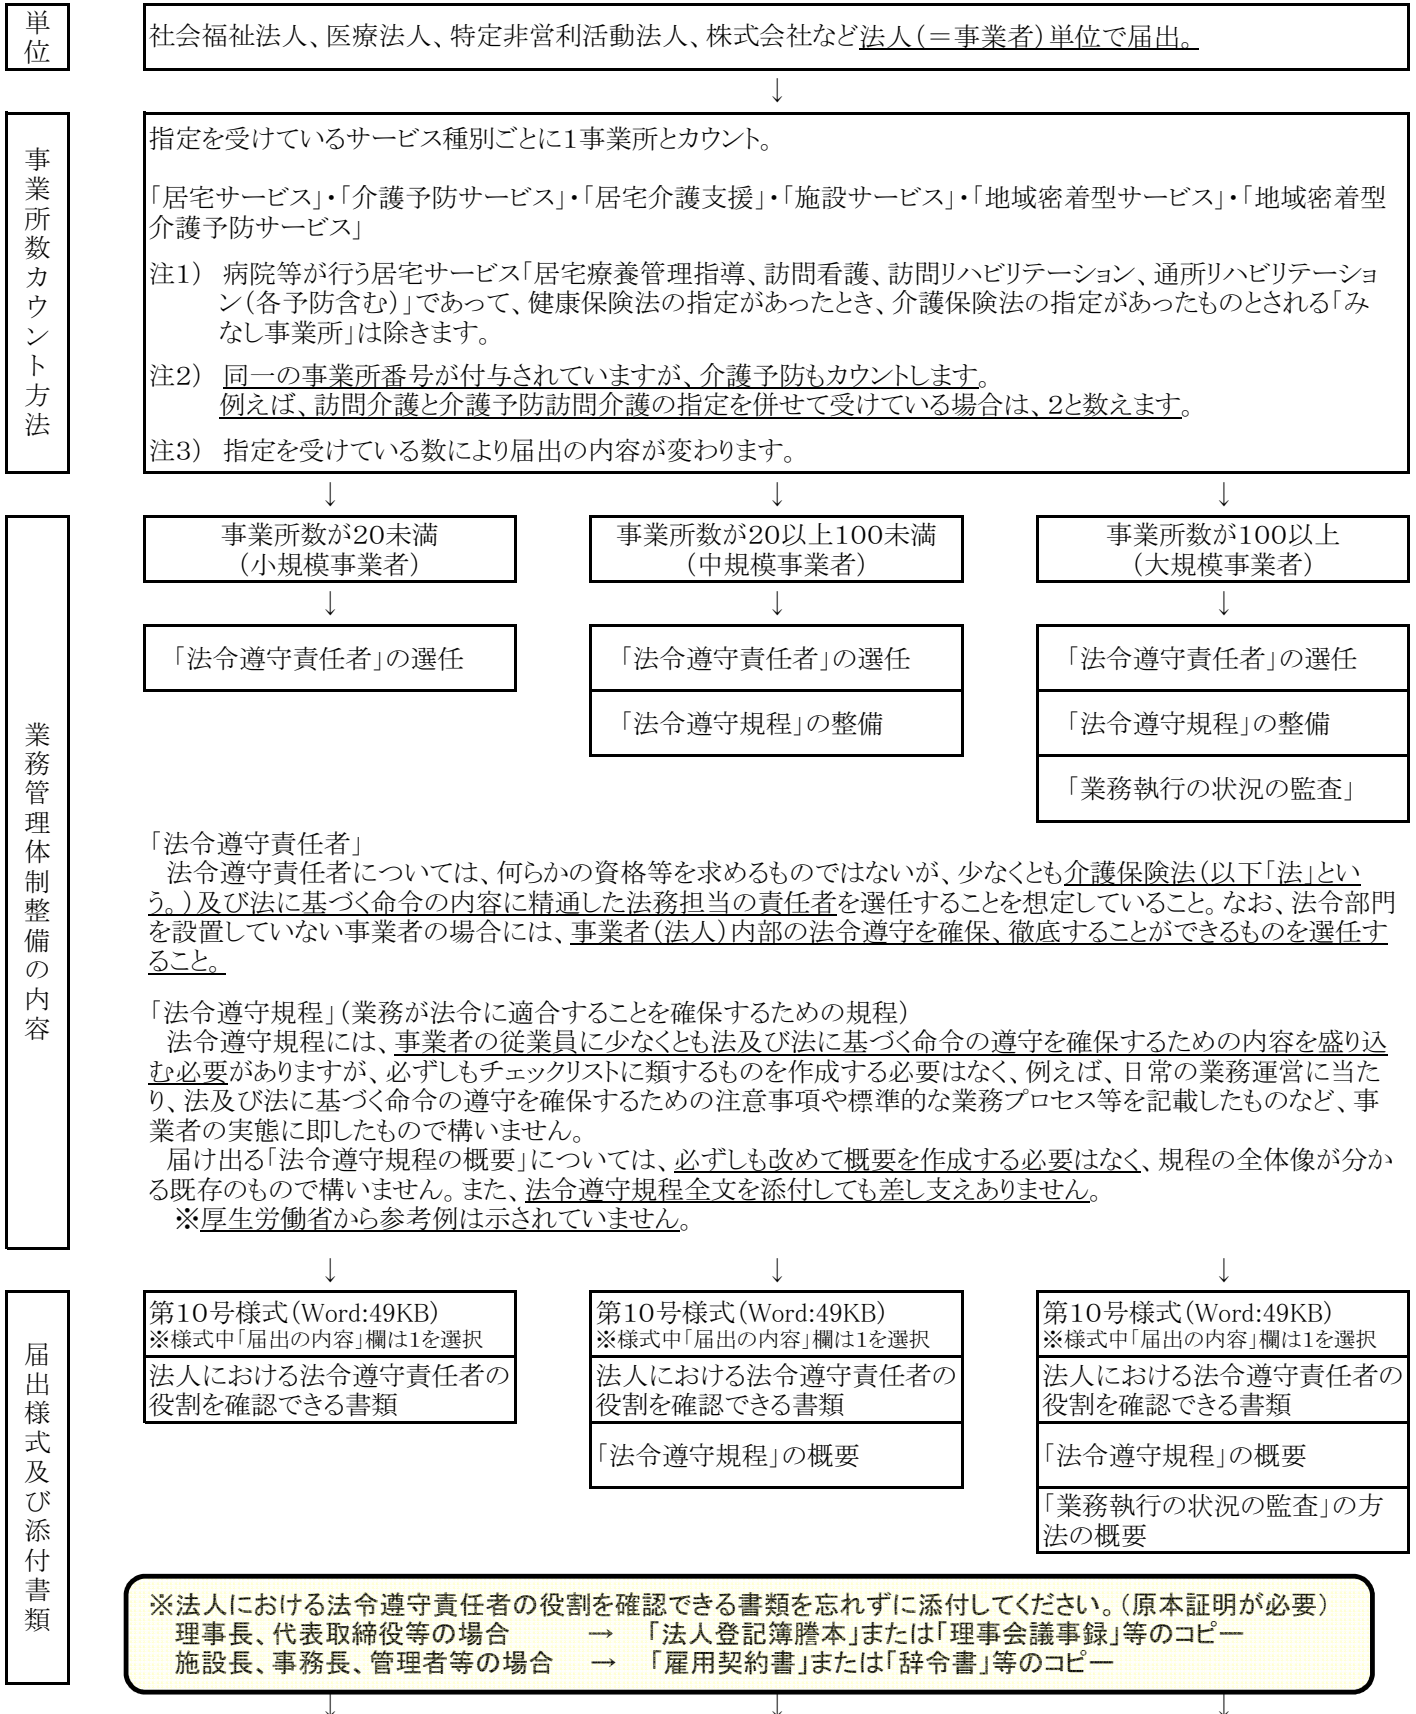 単位
社会福祉法人、医療法人、特定非営利活動法人、株式会社など法人（＝事業者）単位で届出。
↓
事業所数カウント方法
指定を受けているサービス種別ごとに１事業所とカウント。
「居宅サービス」・「介護予防サービス」・「居宅介護支援」・「施設サービス」・「地域密着型サービス」・「地域密着型
介護予防サービス」
注１） 病院等が行う居宅サービス「居宅療養管理指導、訪問看護、訪問リハビリテーション、通所リハビリテーショ
ン（各予防含む）」であって、健康保険法の指定があったとき、介護保険法の指定があったものとされる「み
なし事業所」は除きます。
注２） 同一の事業所番号が付与されていますが、介護予防もカウントします。
例えば、訪問介護と介護予防訪問介護の指定を併せて受けている場合は、２と数えます。
注３） 指定を受けている数により届出の内容が変わります。
↓ ↓ ↓
業務管理体制整備の内容
事業所数が２０未満
（小規模事業者）
事業所数が２０以上１００未満
（中規模事業者）
事業所数が１００以上
（大規模事業者）
↓ ↓ ↓
「法令遵守責任者」の選任
「法令遵守責任者」の選任
「法令遵守規程」の整備
「法令遵守責任者」の選任
「法令遵守規程」の整備
「業務執行の状況の監査」
「法令遵守責任者」
法令遵守責任者については、何らかの資格等を求めるものではないが、少なくとも介護保険法（以下「法」とい
う。）及び法に基づく命令の内容に精通した法務担当の責任者を選任することを想定していること。なお、法令部門
を設置していない事業者の場合には、事業者（法人）内部の法令遵守を確保、徹底することができるものを選任す
ること。
「法令遵守規程」（業務が法令に適合することを確保するための規程）
法令遵守規程には、事業者の従業員に少なくとも法及び法に基づく命令の遵守を確保するための内容を盛り込
む必要がありますが、必ずしもチェックリストに類するものを作成する必要はなく、例えば、日常の業務運営に当た
り、法及び法に基づく命令の遵守を確保するための注意事項や標準的な業務プロセス等を記載したものなど、事
業者の実態に即したもので構いません。
届け出る「法令遵守規程の概要」については、必ずしも改めて概要を作成する必要はなく、規程の全体像が分か
る既存のもので構いません。また、法令遵守規程全文を添付しても差し支えありません。
※厚生労働省から参考例は示されていません。
↓ ↓ ↓
届出様式及び添付書類
第１０号様式（Word:49KB）
※様式中「届出の内容」欄は１を選択
法人における法令遵守責任者の
役割を確認できる書類
第１０号様式（Word:49KB）
※様式中「届出の内容」欄は１を選択
法人における法令遵守責任者の
役割を確認できる書類
「法令遵守規程」の概要
第１０号様式（Word:49KB）
※様式中「届出の内容」欄は１を選択
法人における法令遵守責任者の
役割を確認できる書類
「法令遵守規程」の概要
「業務執行の状況の監査」の方
法の概要
※法人における法令遵守責任者の役割を確認できる書類を忘れずに添付してください。（原本証明が必要）
理事長、代表取締役等の場合 → 「法人登記簿謄本」または「理事会議事録」等のコピー
施設長、事務長、管理者等の場合 → 「雇用契約書」または「辞令書」等のコピー
↓ ↓ ↓